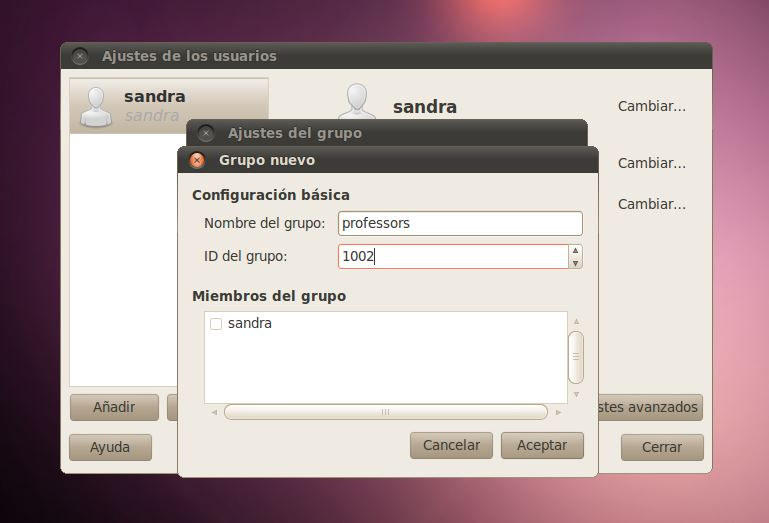 Ajustes de los usuarios
sandra
sandra
sandra
Cambiar...
Ajustes del grupo
Grupo nuevo
Cambiar...
Configuración básica
Cambiar...
Nombre del grupo: professors
ID del grupo: 1002
Miembros del grupo
sandra
Añadir
avanzados
Cancelar
Aceptar
Ayuda
Cerrar